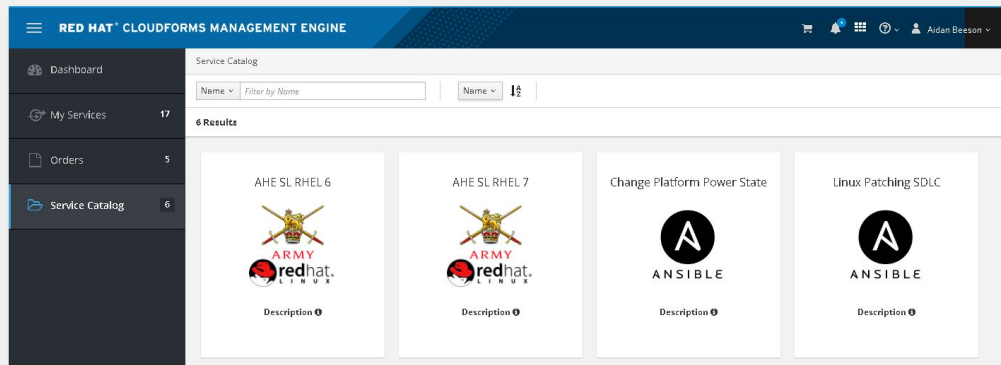 RED HAT® CLOUDFORMS MANAGEMENT ENGINE
Aidan Beeson
Dashboard
My Services 17
Orders 5
Service Catalog 6
Service Catalog
Name Filter by Name Name
6 Results
AHE SL RHEL 6
ARMY
redhat.
LINUX
Description
AHE SL RHEL 7
ARMY
redhat.
LINUX
Description
Change Platform Power State
A
ANSIBLE
Description
Linux Patching SDLC
A
ANSIBLE
Description